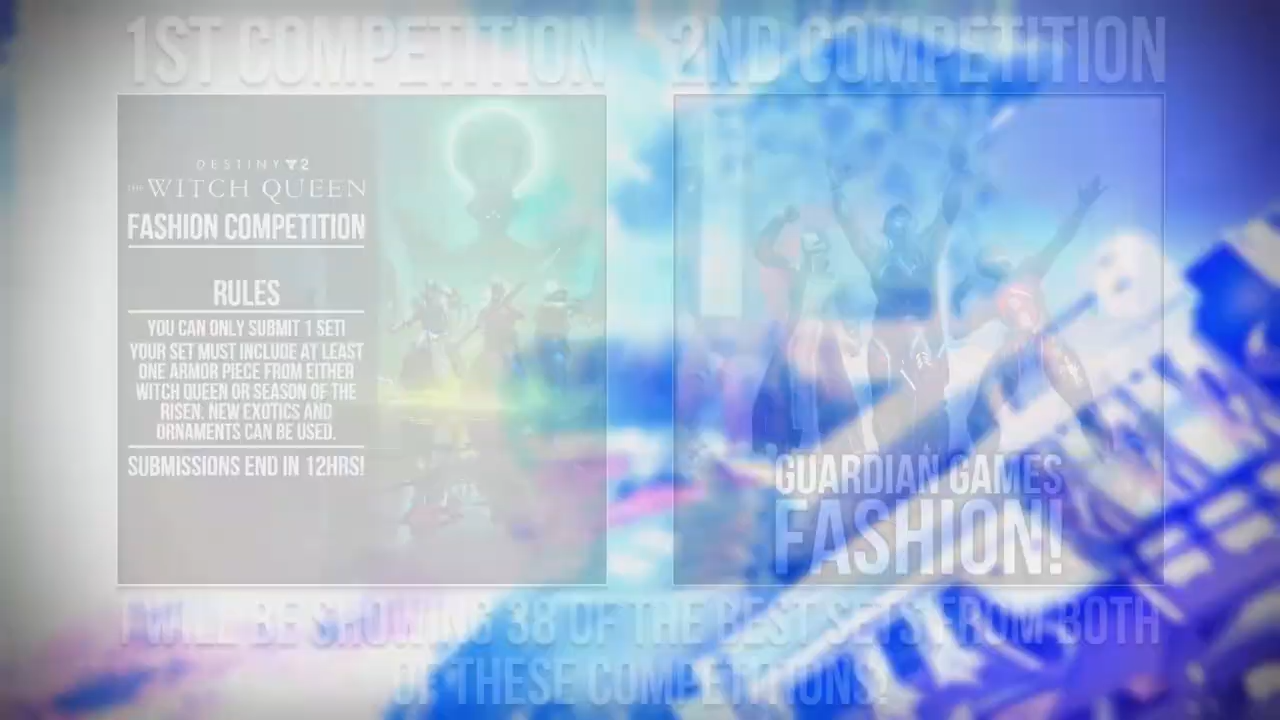 1ST COMPETITION
2ND COMPETITION
DESTINY 2
THE WITCH QUEEN
FASHION COMPETITION
RULES
YOU CAN ONLY SUBMIT 1 SET!
YOUR SET MUST INCLUDE AT LEAST
ONE ARMOR PIECE FROM EITHER
WITCH QUEEN OR SEASON OF THE
RISEN. NEW EXOTICS AND
ORNAMENTS CAN BE USED.
SUBMISSIONS END IN 12HRS!
GUARDIAN GAMES
FASHION!
I WILL BE SHOWING 38 OF THE BEST SETS FROM BOTH
OF THESE COMPETITIONS!